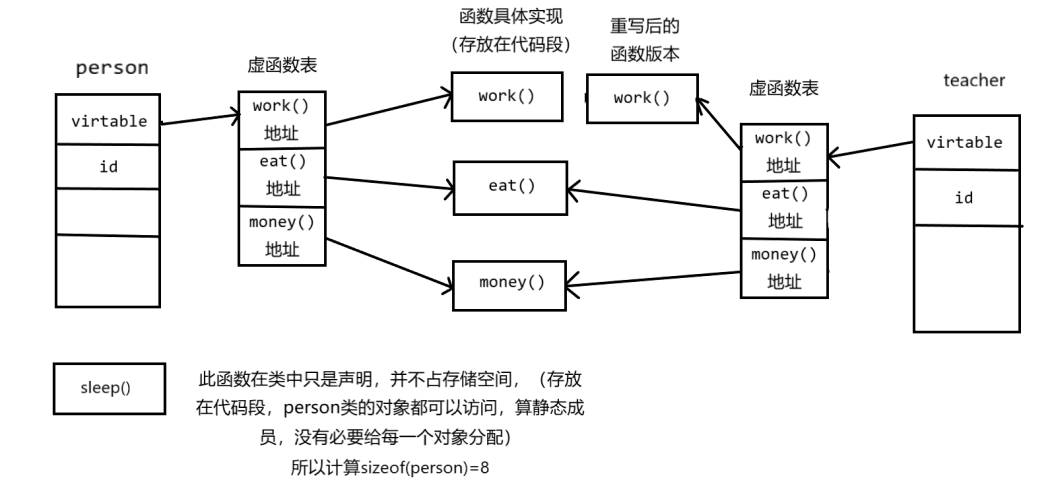 person
virtable
id
虚函数表
work()
地址
eat()
地址
money()
地址
函数具体实现
（存放在代码段）
work()
eat()
money()
重写后的
函数版本
work()
虚函数表
work()
地址
eat()
地址
money()
地址
teacher
virtable
id
sleep()
此函数在类中只是声明，并不占存储空间，（存放
在代码段，person类的对象都可以访问，算静态成
员，没有必要给每一个对象分配）
所以计算sizeof(person)=8